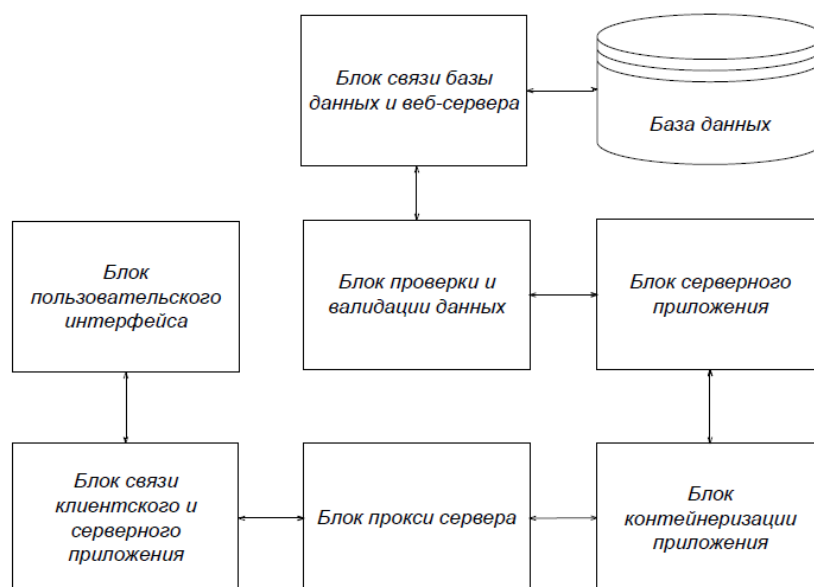 Блок связи базы
данных и веб-сервера
База данных
Блок
пользовательского
интерфейса
Блок проверки и
валидации данных
Блок серверного
приложения
Блок связи
клиентского и
серверного
приложения
Блок прокси сервера
Блок
контейнеризации
приложения